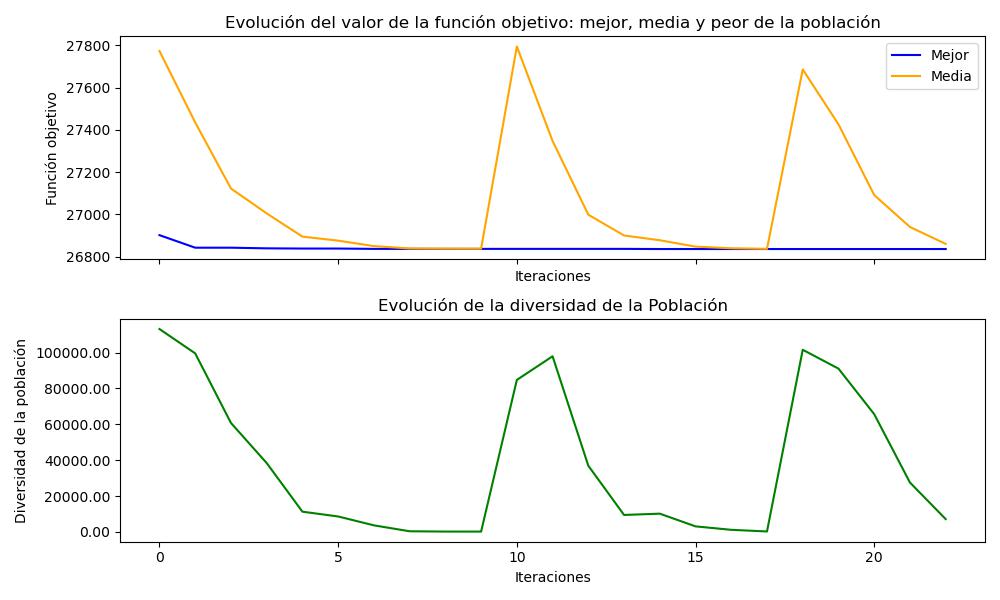 Evolución del valor de la función objetivo: mejor, media y peor de la población
27800
27600
27400
27200
27000
26800
Función objetivo
Mejor
Media
Iteraciones
Evolución de la diversidad de la Población
100000.00
80000.00
60000.00
40000.00
20000.00
0.00
Diversidad de la población
0
5
10
15
20
Iteraciones